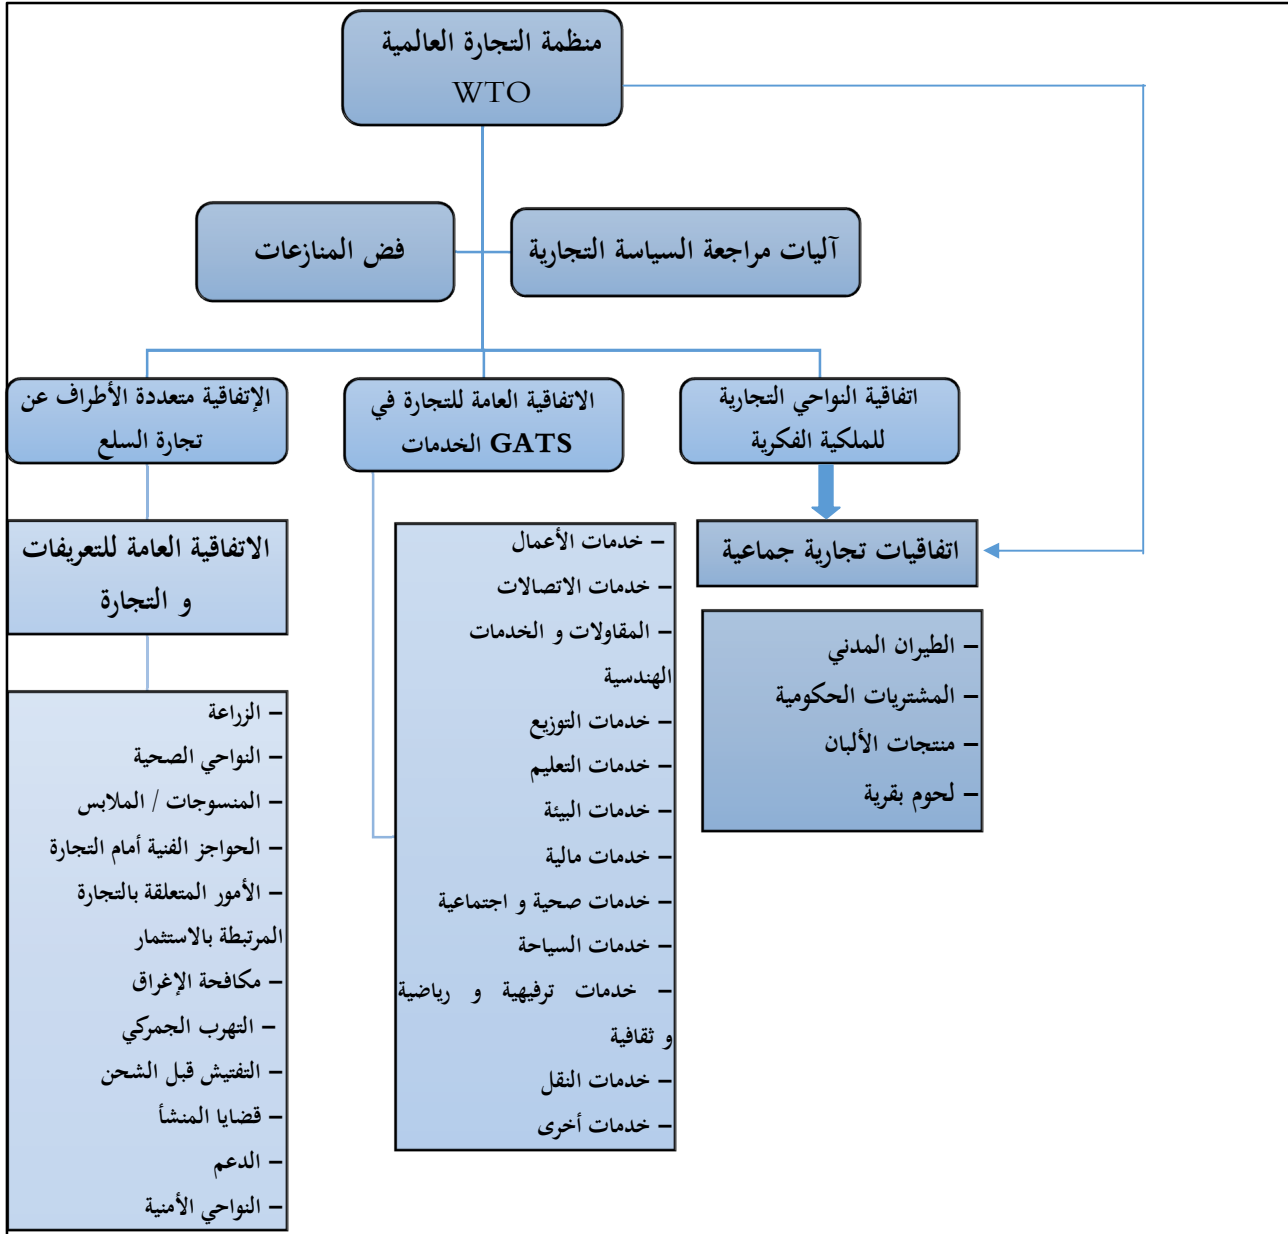 منظمة التجارة العالمية
WTO
آليات مراجعة السياسة التجارية
فض المنازعات
اتفاقية النواحي التجارية
للملكية الفكرية
الاتفاقية العامة للتجارة في
الخدمات GATS
الإتفاقية متعددة الأطراف عن
تجارة السلع
اتفاقيات تجارية جماعية
– الطيران المدني
– المشتريات الحكومية
– منتجات الألبان
– لحوم بقرية
– خدمات الأعمال
– خدمات الاتصالات
– المقاولات و الخدمات
الهندسية
– خدمات التوزيع
– خدمات التعليم
– خدمات البيئة
– خدمات مالية
– خدمات صحية و اجتماعية
– خدمات السياحة
– خدمات ترفيهية و رياضية
و ثقافية
– خدمات النقل
– خدمات أخرى
الاتفاقية العامة للتعريفات
و التجارة
– الزراعة
– النواحي الصحية
– المنسوجات / الملابس
– الحواجز الفنية أمام التجارة
– الأمور المتعلقة بالتجارة
المرتبطة بالاستثمار
– مكافحة الإغراق
– التهرب الجمركي
– التفتيش قبل الشحن
– قضايا المنشأ
– الدعم
– النواحي الأمنية